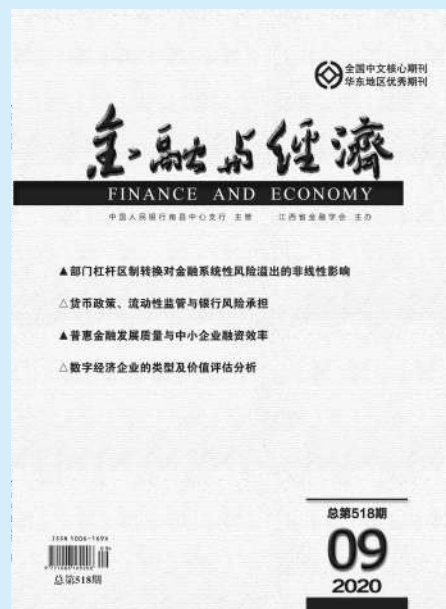 全国中文核心期刊
华东地区优秀期刊
金融与经济
FINANCE AND ECONOMY
中国人民银行南昌中心支行 主管 江西省金融学会 主办
▲部门杠杆区制转换对金融系统性风险溢出的非线性影响
△货币政策、流动性监管与银行风险承担
▲普惠金融发展质量与中小企业融资效率
△数字经济企业的类型及价值评估分析
总第518期
09
2020
ISSN 1006-169X
09
总第518期